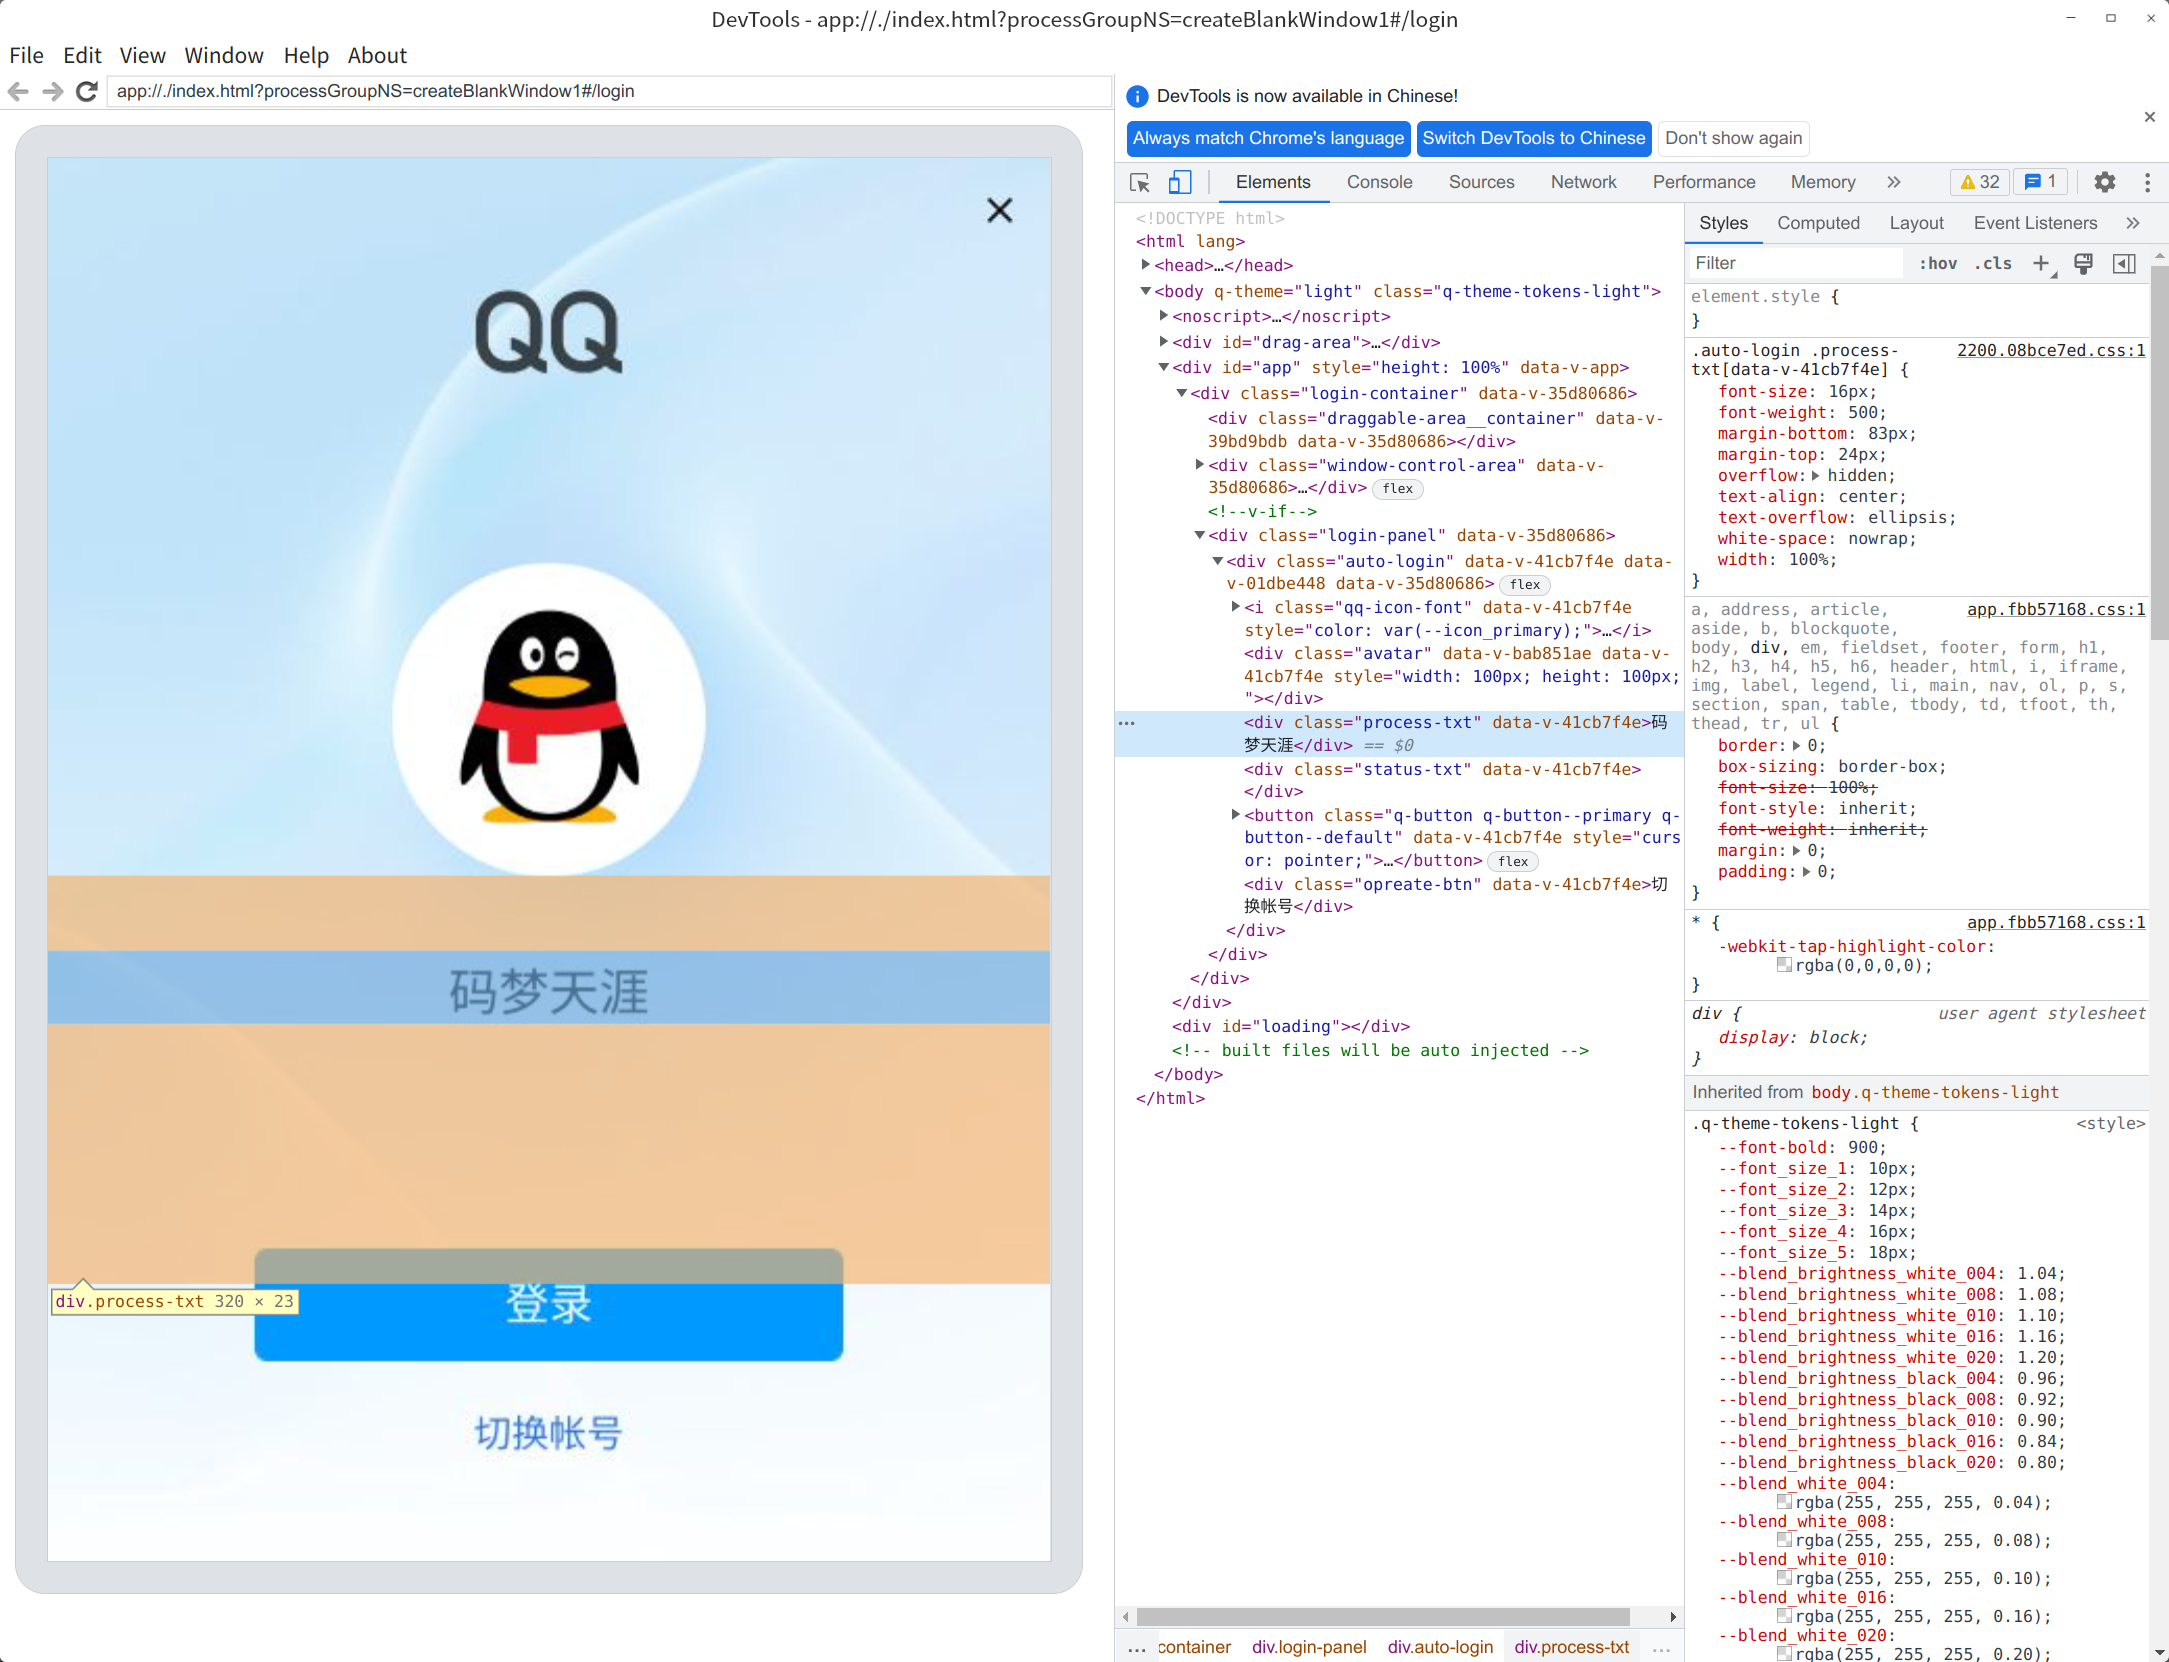 DevTools - app://./index.html?processGroupNS=createBlankWindow1#/login
File Edit View Window Help About
app://./index.html?processGroupNS=createBlankWindow1#/login
QQ
码梦天涯
登录
div.process-txt 320 × 23
切换帐号
DevTools is now available in Chinese!
Always match Chrome's language Switch DevTools to Chinese Don't show again
Elements Console Sources Network Performance Memory 32 1
<!DOCTYPE html>
<html lang>
<head>…</head>
<body q-theme="light" class="q-theme-tokens-light">
<noscript>…</noscript>
<div id="drag-area">…</div>
<div id="app" style="height: 100%" data-v-app>
<div class="login-container" data-v-35d80686>
<div class="draggable-area__container" data-v-
39bd9bdb data-v-35d80686></div>
<div class="window-control-area" data-v-
35d80686>…</div> flex
<!--v-if-->
<div class="login-panel" data-v-35d80686>
<div class="auto-login" data-v-41cb7f4e data-
v-01dbe448 data-v-35d80686> flex
<i class="qq-icon-font" data-v-41cb7f4e
style="color: var(--icon_primary);">…</i>
<div class="avatar" data-v-bab851ae data-v-
41cb7f4e style="width: 100px; height: 100px;
"></div>
<div class="process-txt" data-v-41cb7f4e>码
梦天涯</div> == $0
<div class="status-txt" data-v-41cb7f4e>
</div>
<button class="q-button q-button--primary q-
button--default" data-v-41cb7f4e style="curs
or: pointer;">…</button> flex
<div class="opreate-btn" data-v-41cb7f4e>切
换帐号</div>
</div>
</div>
</div>
</div>
<div id="loading"></div>
<!-- built files will be auto injected -->
</body>
</html>
… container div.login-panel div.auto-login div.process-txt …
Styles Computed Layout Event Listeners
Filter :hov .cls
element.style {
}
.auto-login .process- 2200.08bce7ed.css:1
txt[data-v-41cb7f4e] {
font-size: 16px;
font-weight: 500;
margin-bottom: 83px;
margin-top: 24px;
overflow: hidden;
text-align: center;
text-overflow: ellipsis;
white-space: nowrap;
width: 100%;
}
a, address, article, app.fbb57168.css:1
aside, b, blockquote,
body, div, em, fieldset, footer, form, h1,
h2, h3, h4, h5, h6, header, html, i, iframe,
img, label, legend, li, main, nav, ol, p, s,
section, span, table, tbody, td, tfoot, th,
thead, tr, ul {
border: 0;
box-sizing: border-box;
font-size: 100%;
font-style: inherit;
font-weight: inherit;
margin: 0;
padding: 0;
}
* { app.fbb57168.css:1
-webkit-tap-highlight-color:
rgba(0,0,0,0);
}
div { user agent stylesheet
display: block;
}
Inherited from body.q-theme-tokens-light
.q-theme-tokens-light { <style>
--font-bold: 900;
--font_size_1: 10px;
--font_size_2: 12px;
--font_size_3: 14px;
--font_size_4: 16px;
--font_size_5: 18px;
--blend_brightness_white_004: 1.04;
--blend_brightness_white_008: 1.08;
--blend_brightness_white_010: 1.10;
--blend_brightness_white_016: 1.16;
--blend_brightness_white_020: 1.20;
--blend_brightness_black_004: 0.96;
--blend_brightness_black_008: 0.92;
--blend_brightness_black_010: 0.90;
--blend_brightness_black_016: 0.84;
--blend_brightness_black_020: 0.80;
--blend_white_004:
rgba(255, 255, 255, 0.04);
--blend_white_008:
rgba(255, 255, 255, 0.08);
--blend_white_010:
rgba(255, 255, 255, 0.10);
--blend_white_016:
rgba(255, 255, 255, 0.16);
--blend_white_020:
rgba(255, 255, 255, 0.20);